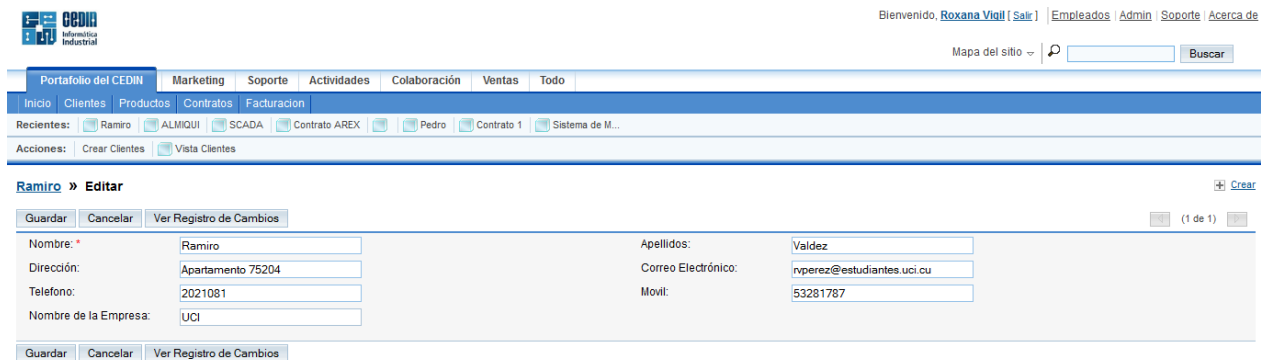 CEDIN
Informática
Industrial
Bienvenido, Roxana Vigil [ Salir ] Empleados | Admin | Soporte | Acerca de
Mapa del sitio Buscar
Portafolio del CEDIN Marketing Soporte Actividades Colaboración Ventas Todo
Inicio Clientes Productos Contratos Facturacion
Recientes: Ramiro ALMIQUI SCADA Contrato AREX Pedro Contrato 1 Sistema de M...
Acciones: Crear Clientes Vista Clientes
Ramiro » Editar Crear
Guardar Cancelar Ver Registro de Cambios (1 de 1)
Nombre: * Ramiro Apellidos: Valdez
Dirección: Apartamento 75204 Correo Electrónico: rvperez@estudiantes.uci.cu
Telefono: 2021081 Movil: 53281787
Nombre de la Empresa: UCI
Guardar Cancelar Ver Registro de Cambios